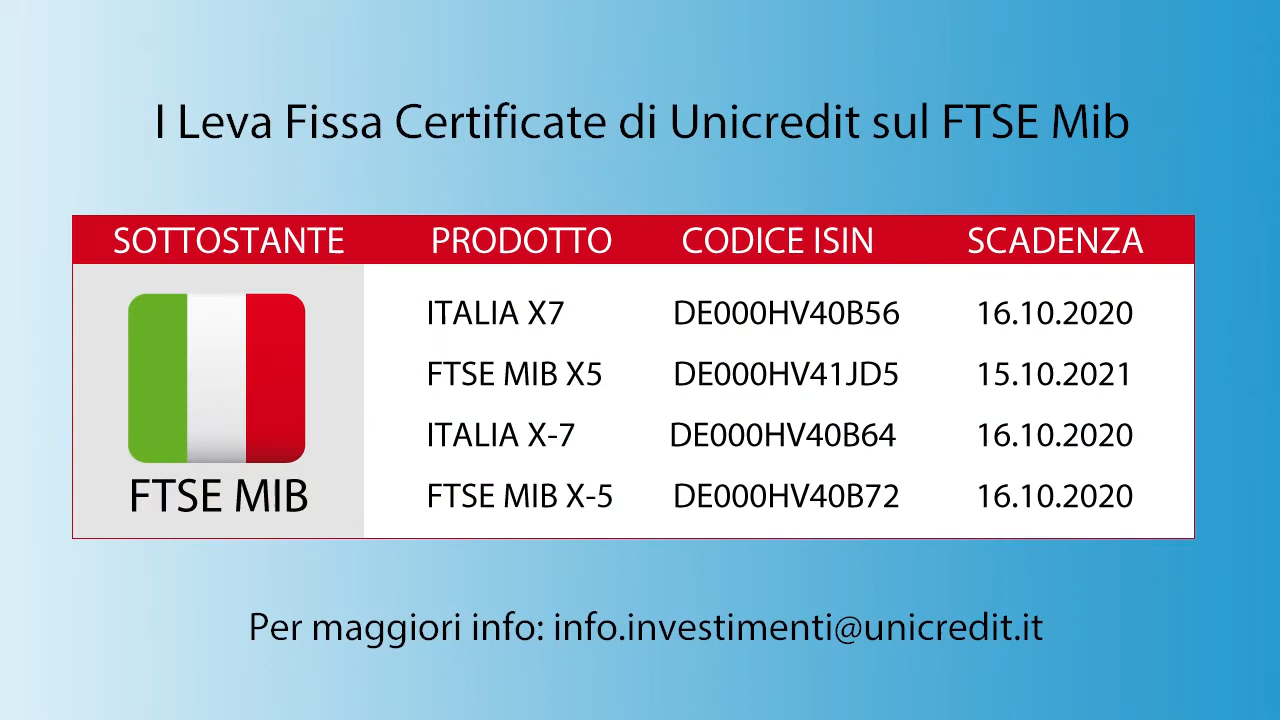 I Leva Fissa Certificate di Unicredit sul FTSE Mib
SOTTOSTANTE PRODOTTO CODICE ISIN SCADENZA
ITALIA X7 DE000HV40B56 16.10.2020
FTSE MIB X5 DE000HV41JD5 15.10.2021
ITALIA X-7 DE000HV40B64 16.10.2020
FTSE MIB X-5 DE000HV40B72 16.10.2020
FTSE MIB
Per maggiori info: info.investimenti@unicredit.it